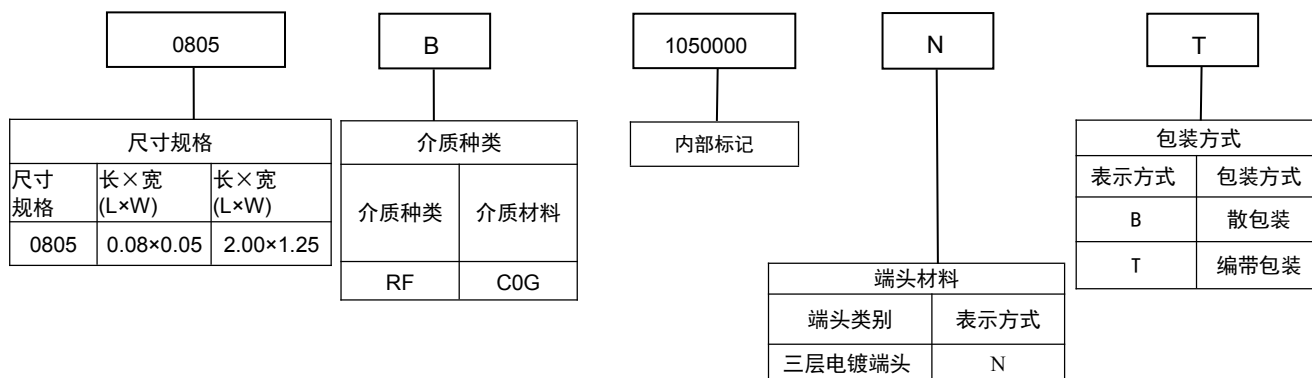 0805 B 1050000 N T
尺寸规格
尺寸规格 长×宽(L×W) 长×宽(L×W)
0805 0.08×0.05 2.00×1.25
介质种类
介质种类 介质材料
RF C0G
内部标记
端头材料
端头类别 表示方式
三层电镀端头 N
包装方式
表示方式 包装方式
B 散包装
T 编带包装